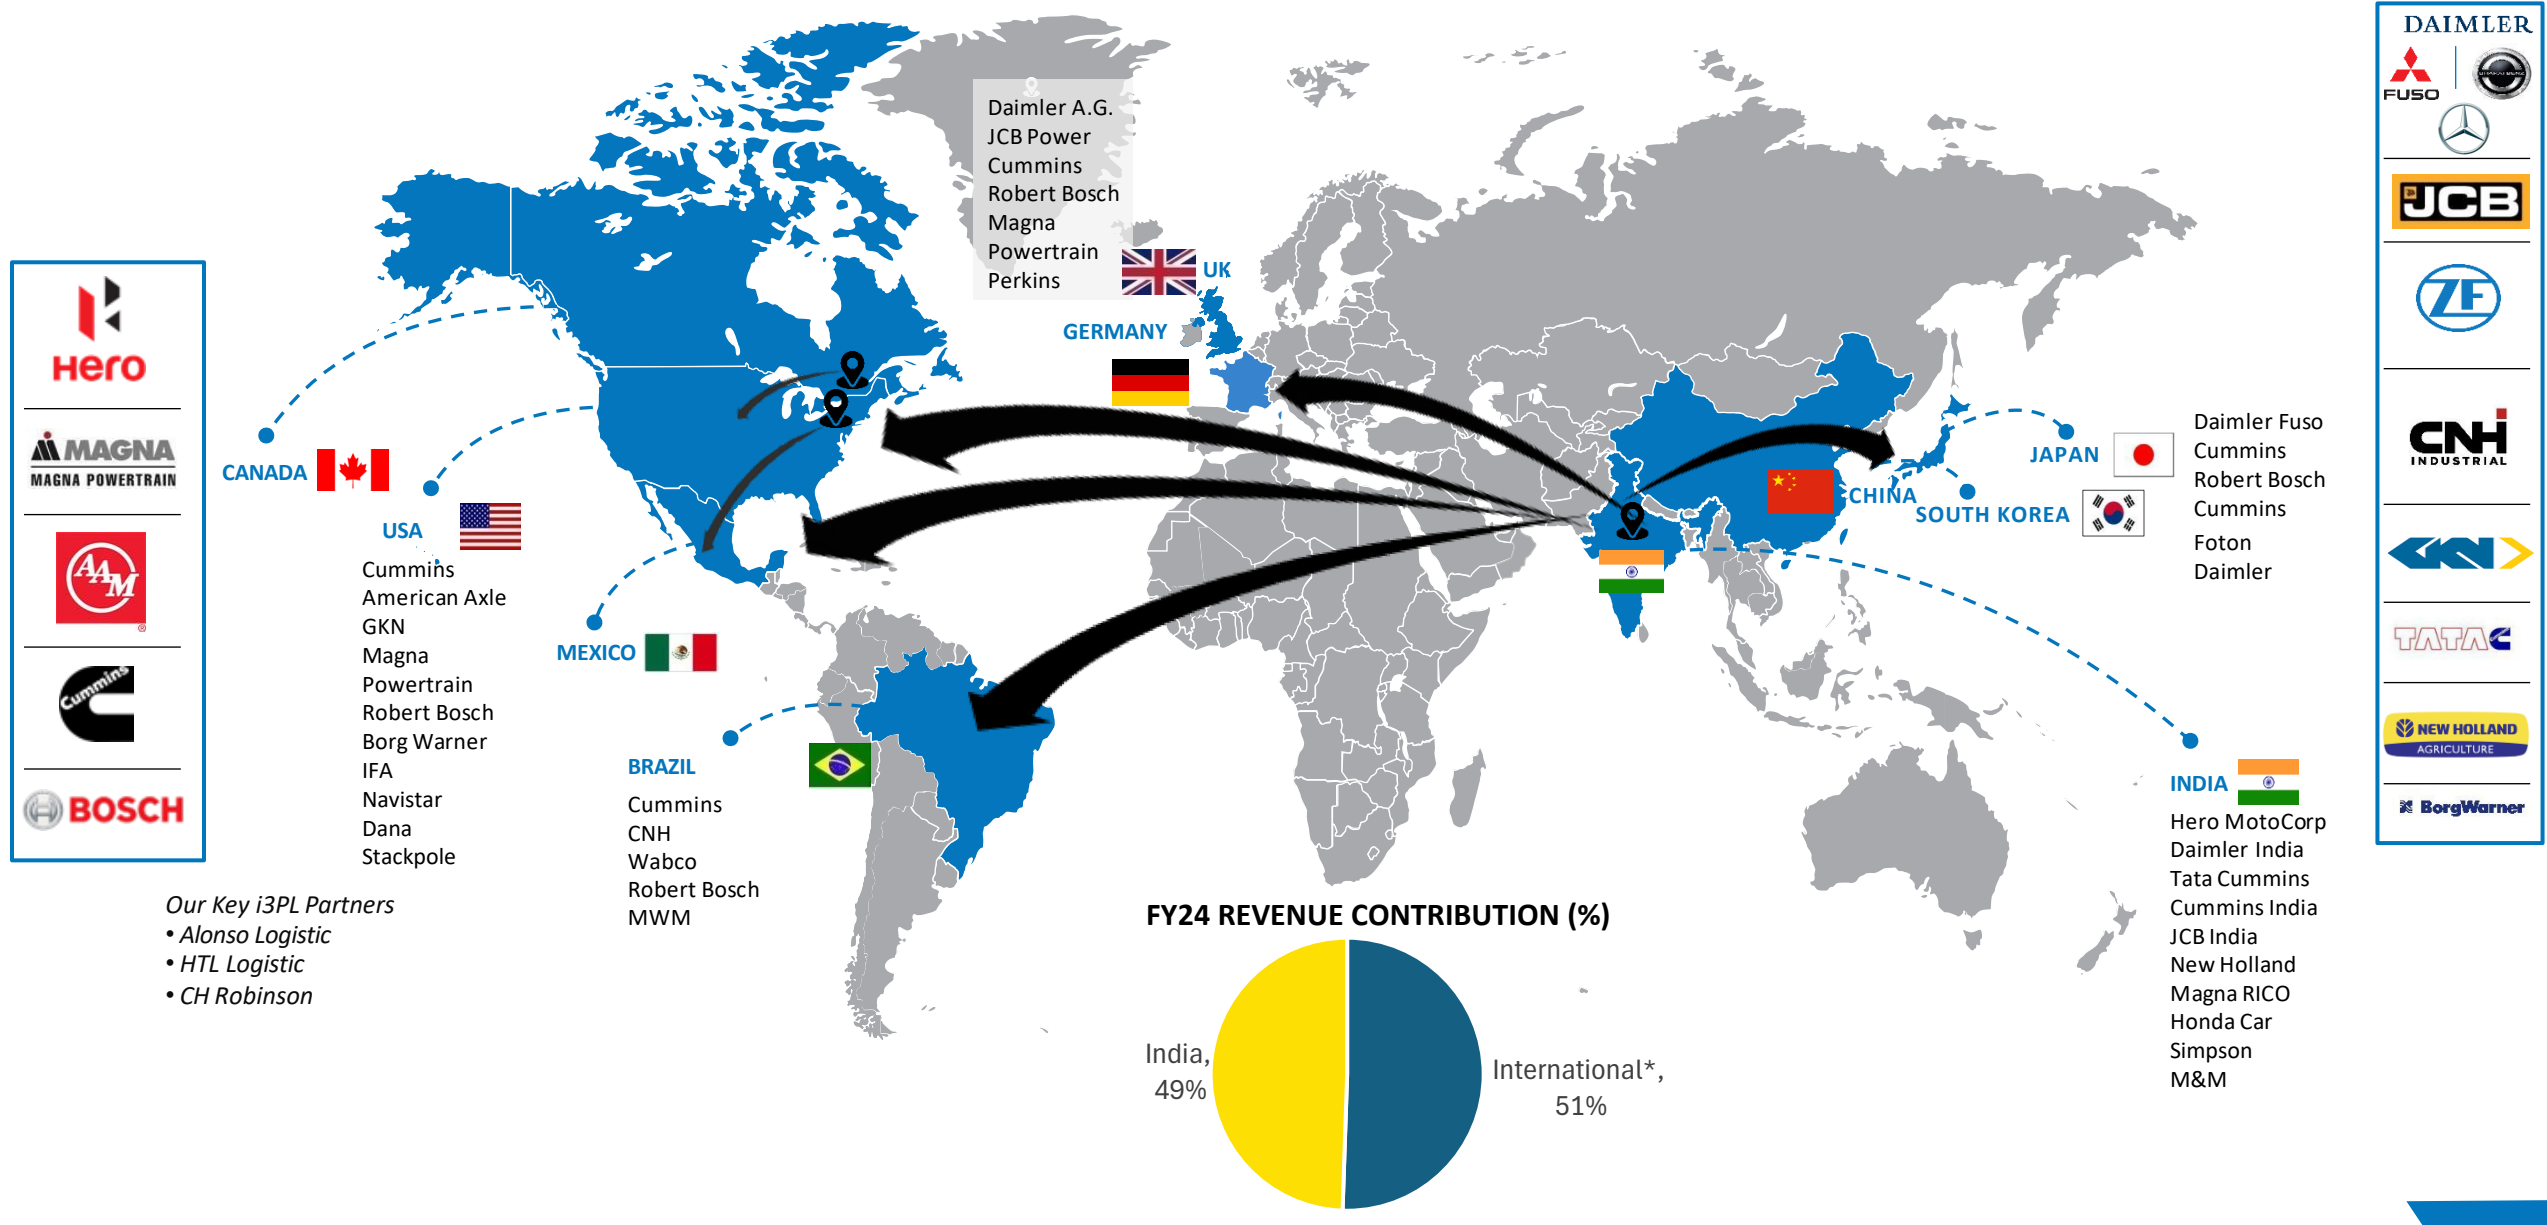 Hero
MAGNA
MAGNA POWERTRAIN
AAM
®
Cummins
BOSCH
Our Key i3PL Partners
• Alonso Logistic
• HTL Logistic
• CH Robinson
CANADA
USA
Cummins
American Axle
GKN
Magna
Powertrain
Robert Bosch
Borg Warner
IFA
Navistar
Dana
Stackpole
MEXICO
BRAZIL
Cummins
CNH
Wabco
Robert Bosch
MWM
Daimler A.G.
JCB Power
Cummins
Robert Bosch
Magna
Powertrain
Perkins
UK
GERMANY
CHINA
JAPAN
SOUTH KOREA
Daimler Fuso
Cummins
Robert Bosch
Cummins
Foton
Daimler
INDIA
Hero MotoCorp
Daimler India
Tata Cummins
Cummins India
JCB India
New Holland
Magna RICO
Honda Car
Simpson
M&M
FY24 REVENUE CONTRIBUTION (%)
India,
49%
International*,
51%
DAIMLER
FUSO
BHARATBENZ
JCB
ZF
CNH
INDUSTRIAL
GKN
TATA
NEW HOLLAND
AGRICULTURE
BorgWarner